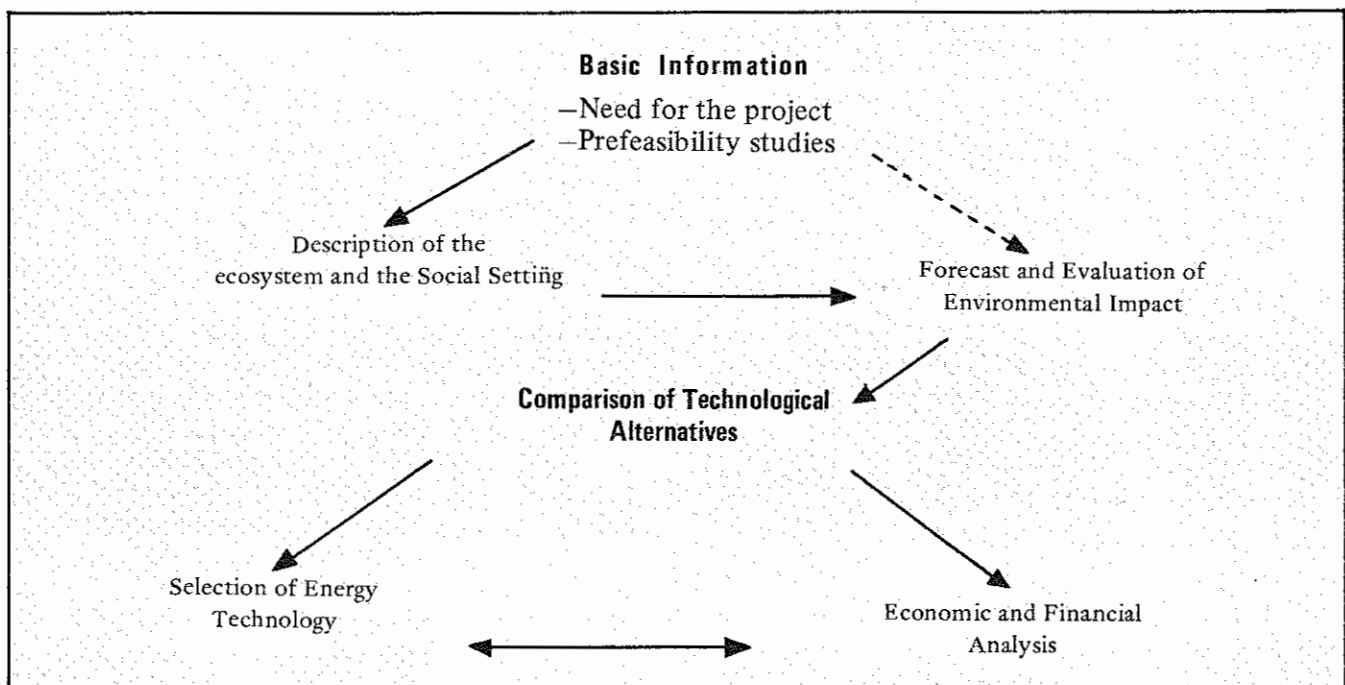 Basic Information
—Need for the project
—Prefeasibility studies
Description of the
ecosystem and the Social Setting
Forecast and Evaluation of
Environmental Impact
Comparison of Technological
Alternatives
Selection of Energy
Technology
Economic and Financial
Analysis